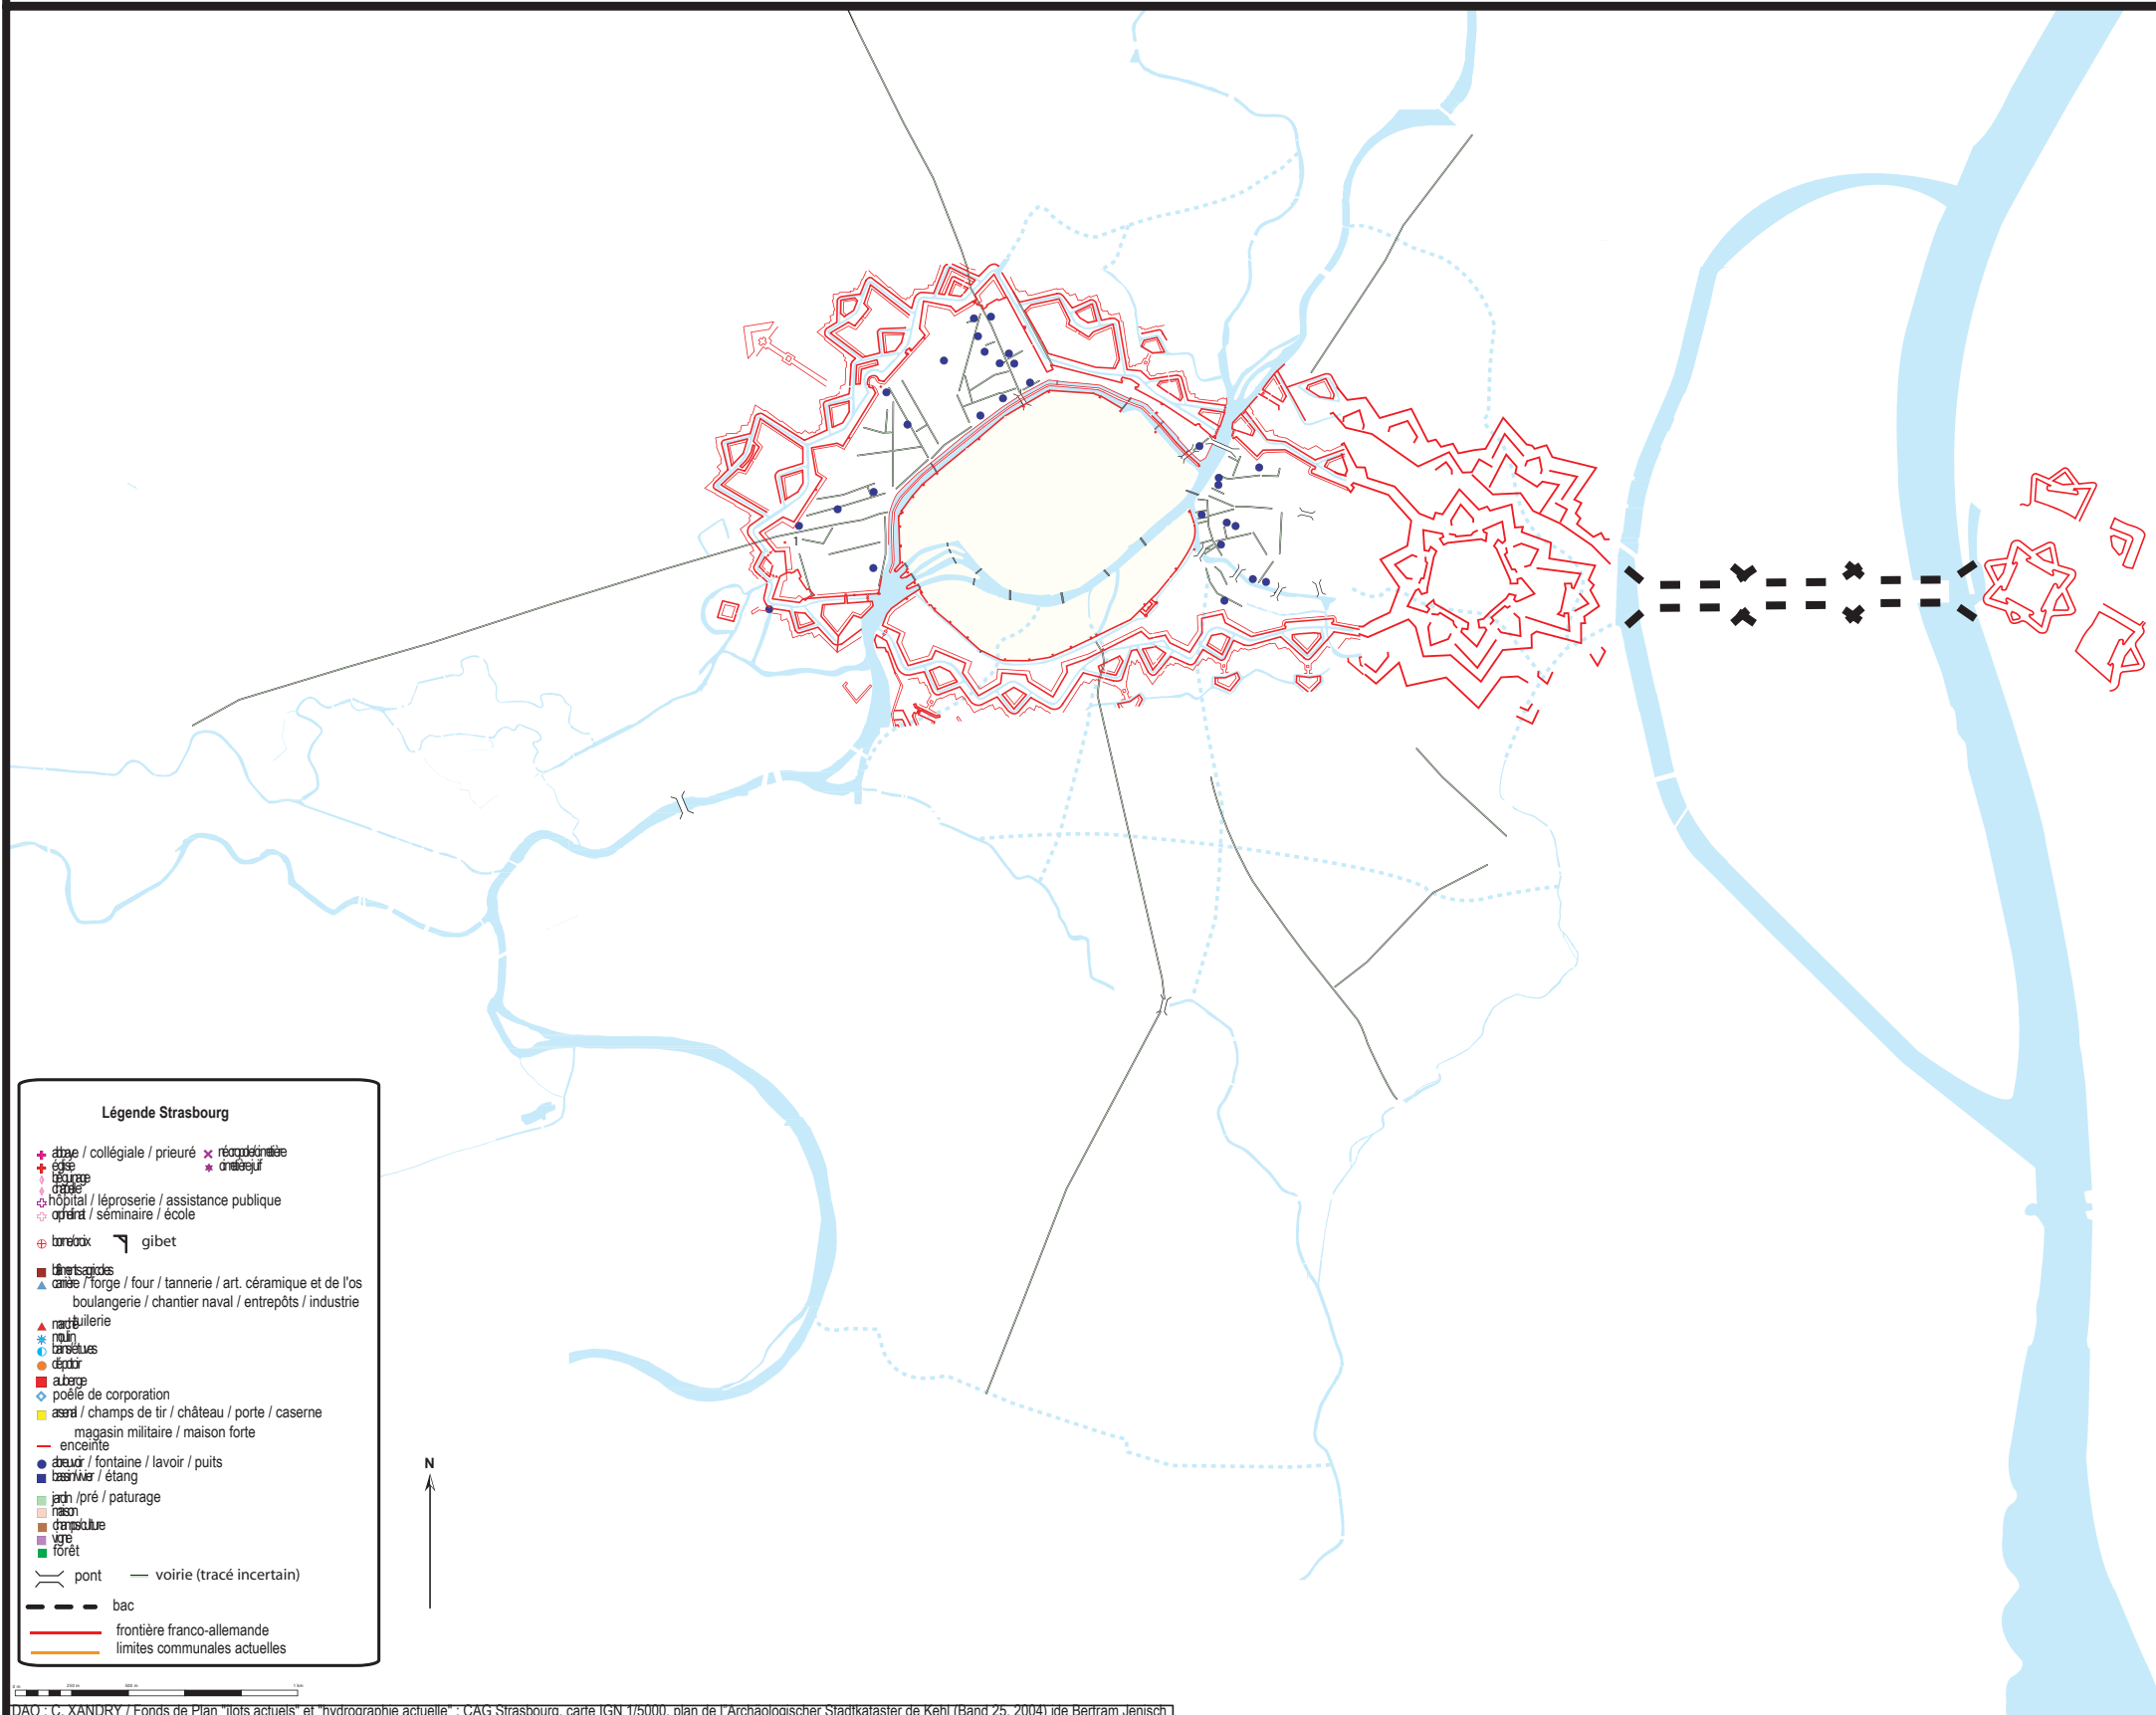 Légende Strasbourg
abbaye / collégiale / prieuré
nécropole/cimetière
église
cimetière juif
béguinage
chapelle
hôpital / léproserie / assistance publique
orphelinat / séminaire / école
borne/croix
gibet
bâtiments agricoles
carrière / forge / four / tannerie / art. céramique et de l'os
boulangerie / chantier naval / entrepôts / industrie
tuilerie
marché
moulin
bains/étuves
dépotoir
auberge
poêle de corporation
arsenal / champs de tir / château / porte / caserne
magasin militaire / maison forte
enceinte
abreuvoir / fontaine / lavoir / puits
bassin/vivier / étang
jardin /pré / paturage
maison
champs/culture
vigne
forêt
pont
voirie (tracé incertain)
bac
frontière franco-allemande
limites communales actuelles
N
0 m 250 m 500 m 1 km
DAO : C. XANDRY / Fonds de Plan "îlots actuels" et "hydrographie actuelle" : CAG Strasbourg, carte IGN 1/5000, plan de l'"Archäologischer Stadtkataster de Kehl (Band 25, 2004) )de Bertram Jenisch